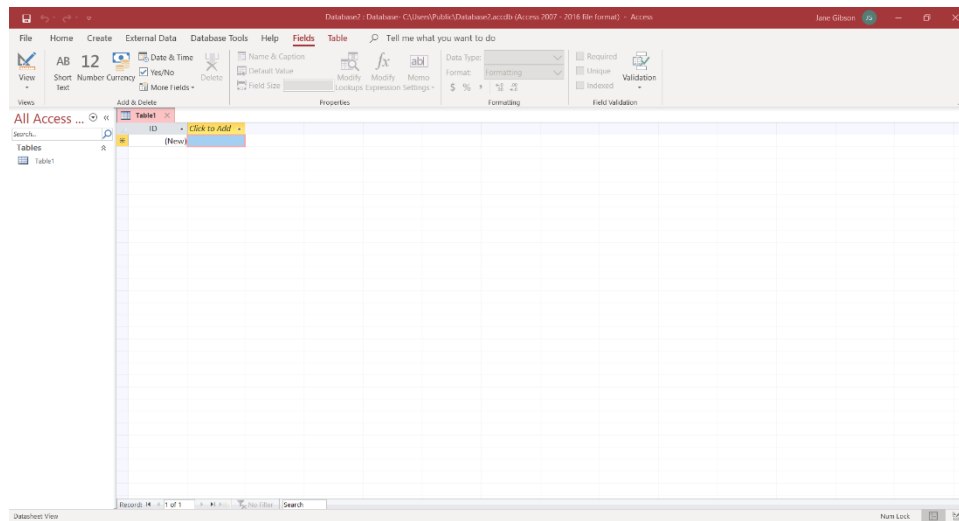 Database2 : Database- C:\Users\Public\Database2.accdb (Access 2007 - 2016 file format) - Access
Jane Gibson
File Home Create External Data Database Tools Help Fields Table Tell me what you want to do
View
AB Short Text
12 Number
Currency
Date & Time
Yes/No
More Fields
Delete
Name & Caption
Default Value
Field Size
Modify Lookups
fx Modify Expression
ab Memo Settings
Data Type:
Format: Formatting
$ % ,
Required
Unique
Indexed
Validation
Views Add & Delete Properties Formatting Field Validation
All Access ... «
Search...
Tables
Table1
Table1
ID Click to Add
(New)
Record: 1 of 1 No Filter Search
Datasheet View Num Lock